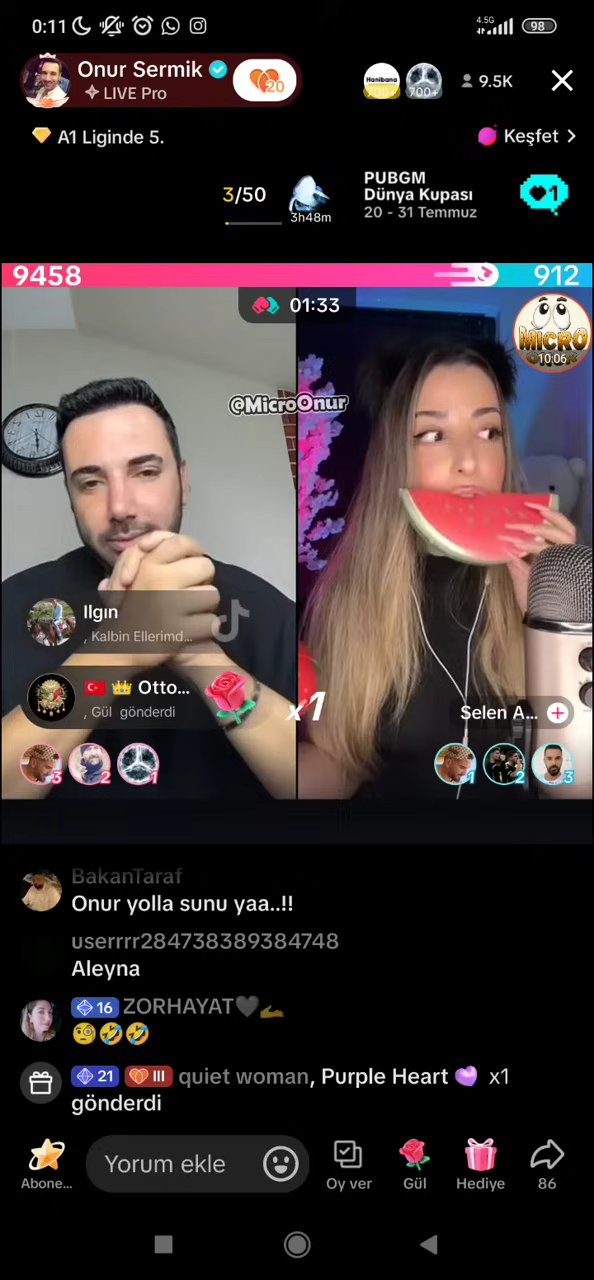 0:11
4.5G
98
Onur Sermik
LIVE Pro
20
700+
700+
9.5K
A1 Liginde 5.
Keşfet
3/50
3h48m
PUBGM
Dünya Kupası
20 - 31 Temmuz
1
9458
912
01:33
MICRO
10:06
@MicroOnur
Ilgın
, Kalbin Ellerimd...
Otto...
, Gül gönderdi
x1
Selen A...
3
2
1
1
2
3
BakanTaraf
Onur yolla sunu yaa..!!
userrrr284738389384748
Aleyna
16 ZORHAYAT🖤🫴
🧐🤣🤣
21 III quiet woman, Purple Heart 💜 x1
gönderdi
Abone...
Yorum ekle
Oy ver
Gül
Hediye
86